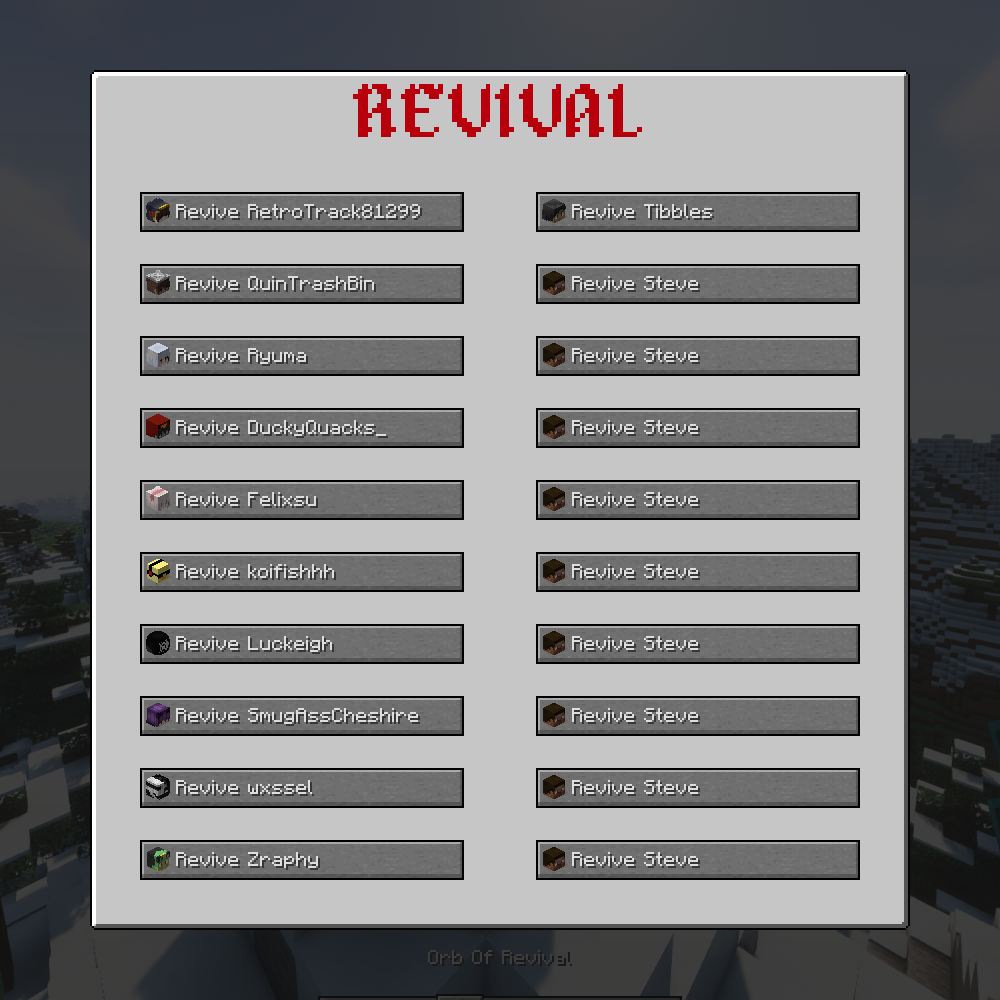 REVIVAL
Revive RetroTrack81299
Revive QuinTrashBin
Revive Ryuma
Revive DuckyQuacks_
Revive Felixsu
Revive koifishhh
Revive Luckeigh
Revive SmugAssCheshire
Revive wxssel
Revive Zraphy
Revive Tibbles
Revive Steve
Revive Steve
Revive Steve
Revive Steve
Revive Steve
Revive Steve
Revive Steve
Revive Steve
Revive Steve
Orb Of Revival